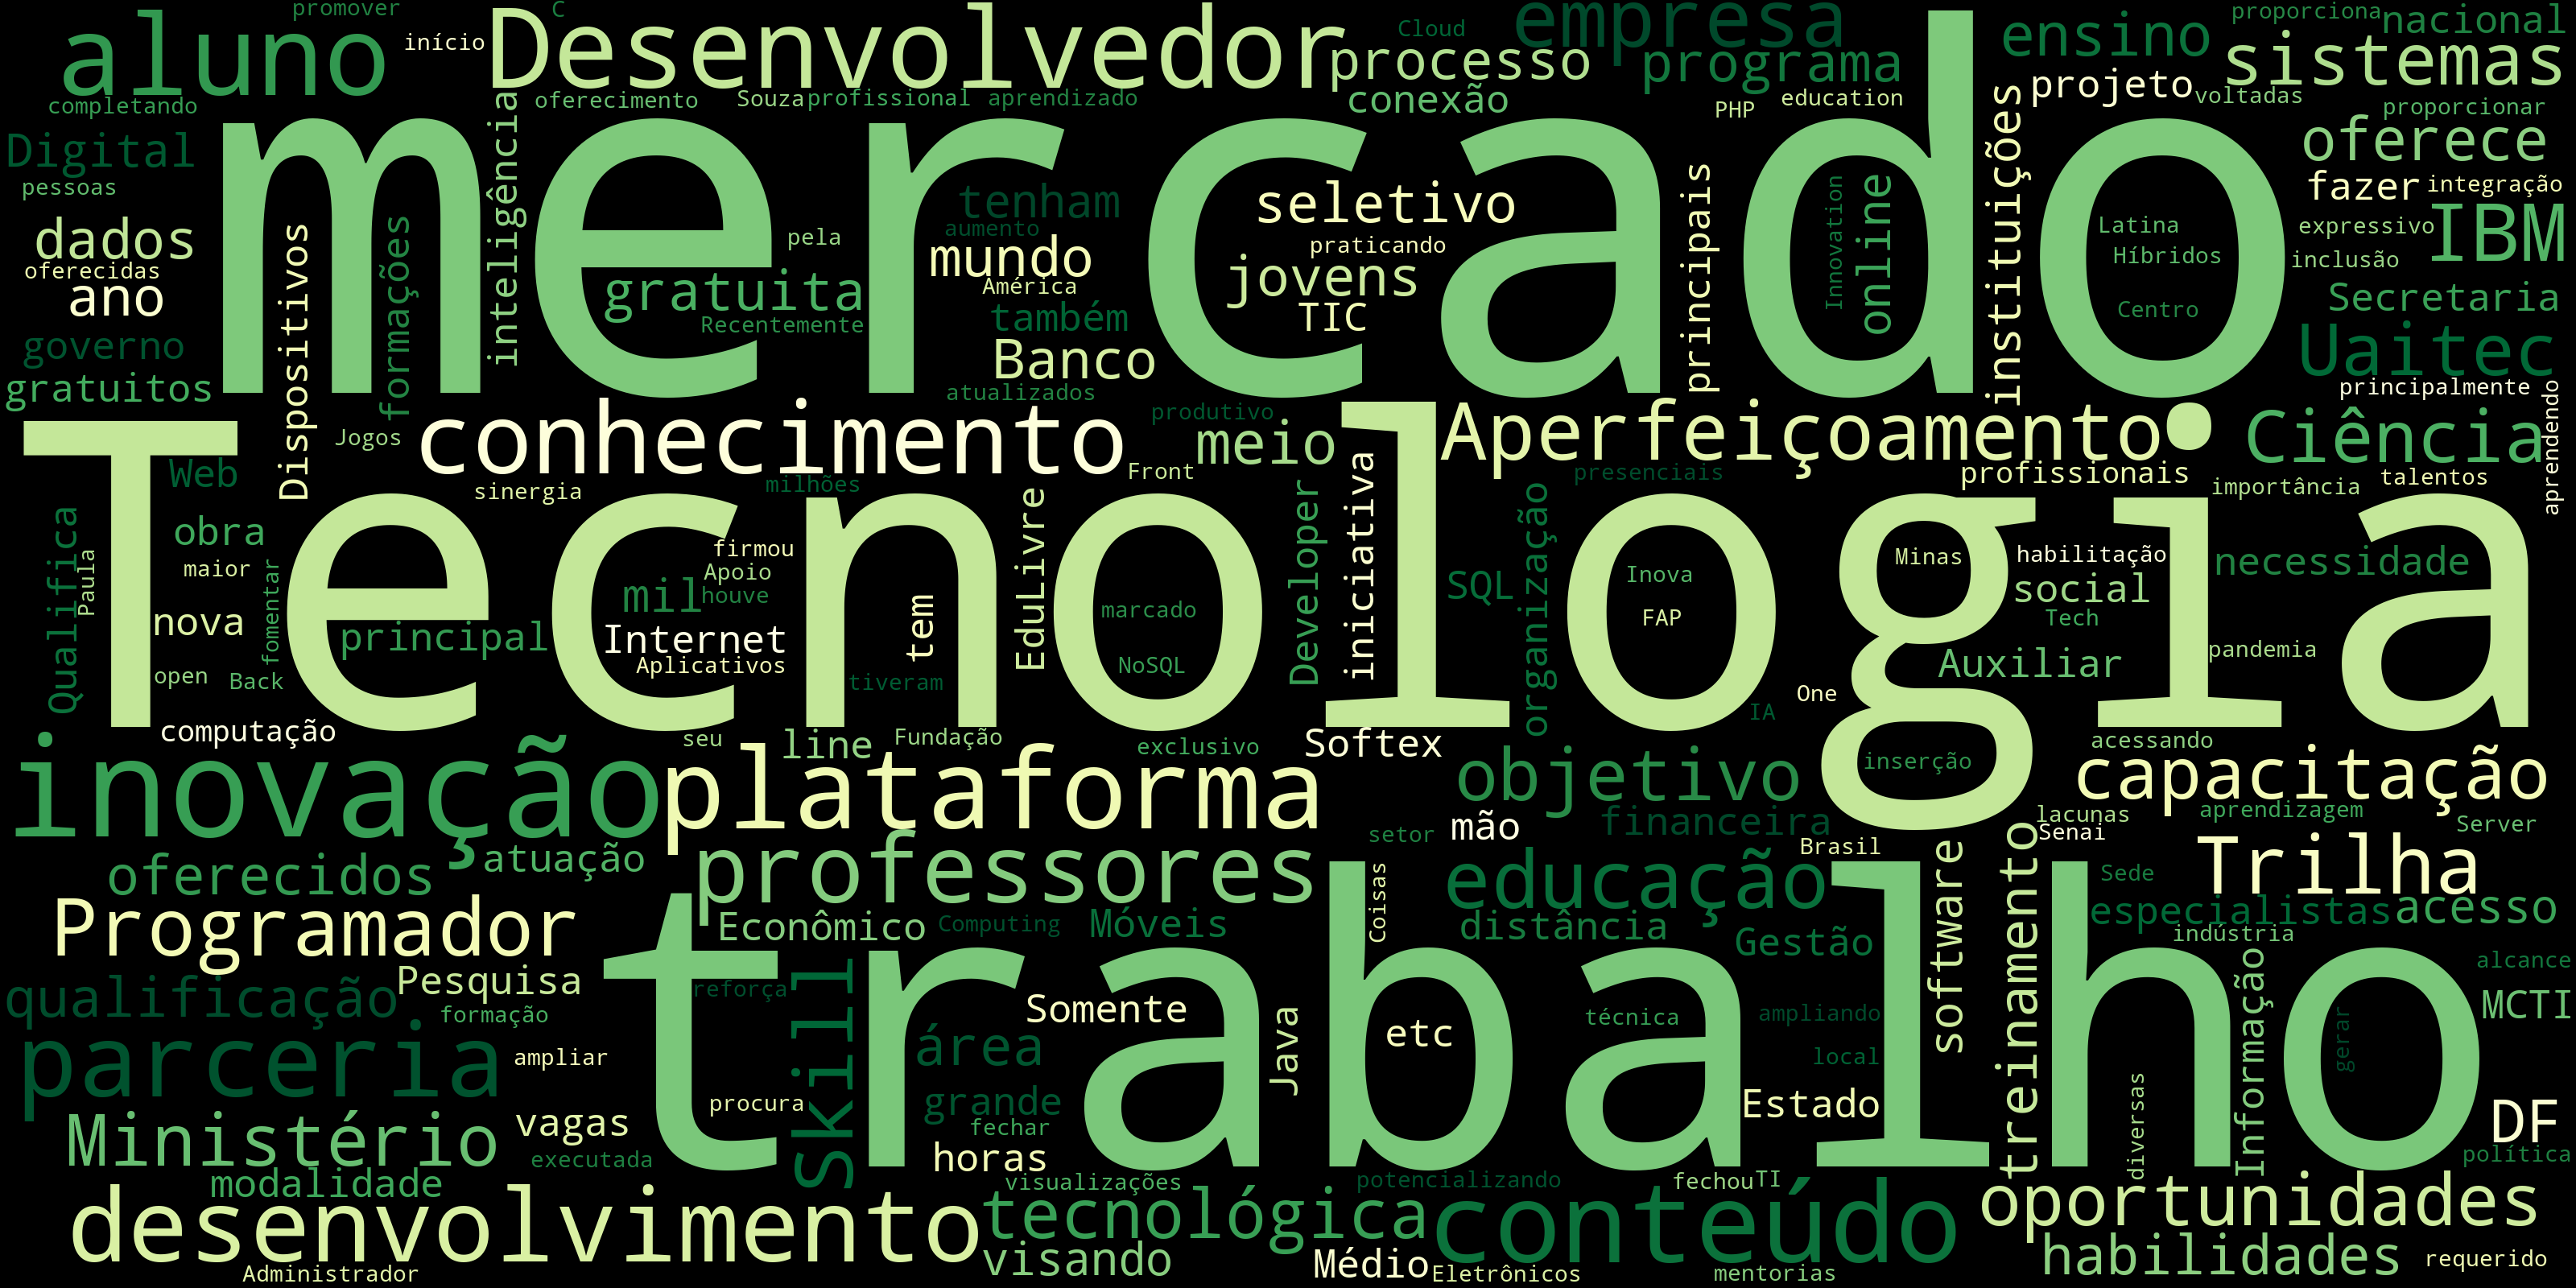 promover
C
empresa
proporciona
nacional
aluno
início
Desenvolvedor
processo
Cloud
programa
ensino
sistemas
completando
oferecimento
Souza
profissional
aprendizado
conexão
PHP
education
projeto
voltadas
proporcionar
Digital
inteligência
mercado
instituições
oferece
pessoas
tenham
seletivo
principais
Innovation
online
fazer
integração
dados
Dispositivos
formações
pela
aumento
mundo
praticando
Latina
expressivo
IBM
oferecidas
ano
gratuita
América
jovens
Híbridos
inclusão
governo
Recentemente
também
TIC
Centro
Secretaria
gratuitos
Banco
Uaitec
atualizados
principalmente
Jogos
conhecimento
produtivo
meio
Aperfeiçoamento
Ciência
aprendendo
Web
sinergia
milhões
Front
presenciais
profissionais
importância
talentos
Tecnologia
Qualifica
obra
EduLivre
Developer
iniciativa
organização
Paula
maior
fomentar
firmou
Apoio
Inova
Minas
habilitação
necessidade
mil
houve
marcado
SQL
social
nova
principal
Internet
tem
FAP
Tech
open
Back
Aplicativos
tiveram
NoSQL
Auxiliar
pandemia
computação
One
IA
inovação
seu
line
Fundação
exclusivo
Softex
acessando
plataforma
objetivo
inserção
capacitação
lacunas
aprendizagem
oferecidos
atuação
professores
setor
mão
financeira
Brasil
Senai
Server
educação
software
treinamento
Sede
Trilha
Programador
Econômico
Computing
Móveis
Coisas
distância
Gestão
especialistas
acesso
indústria
Pesquisa
trabalho
alcance
qualificação
Skill
reforça
Somente
Java
etc
técnica
ampliando
Informação
gerar
MCTI
formação
parceria
ampliar
área
local
procura
grande
Estado
diversas
DF
Ministério
vagas
fechar
executada
horas
política
modalidade
visualizações
potencializando
fechou
TI
desenvolvimento
tecnológica
conteúdo
oportunidades
visando
Médio
habilidades
requerido
Administrador
Eletrônicos
mentorias